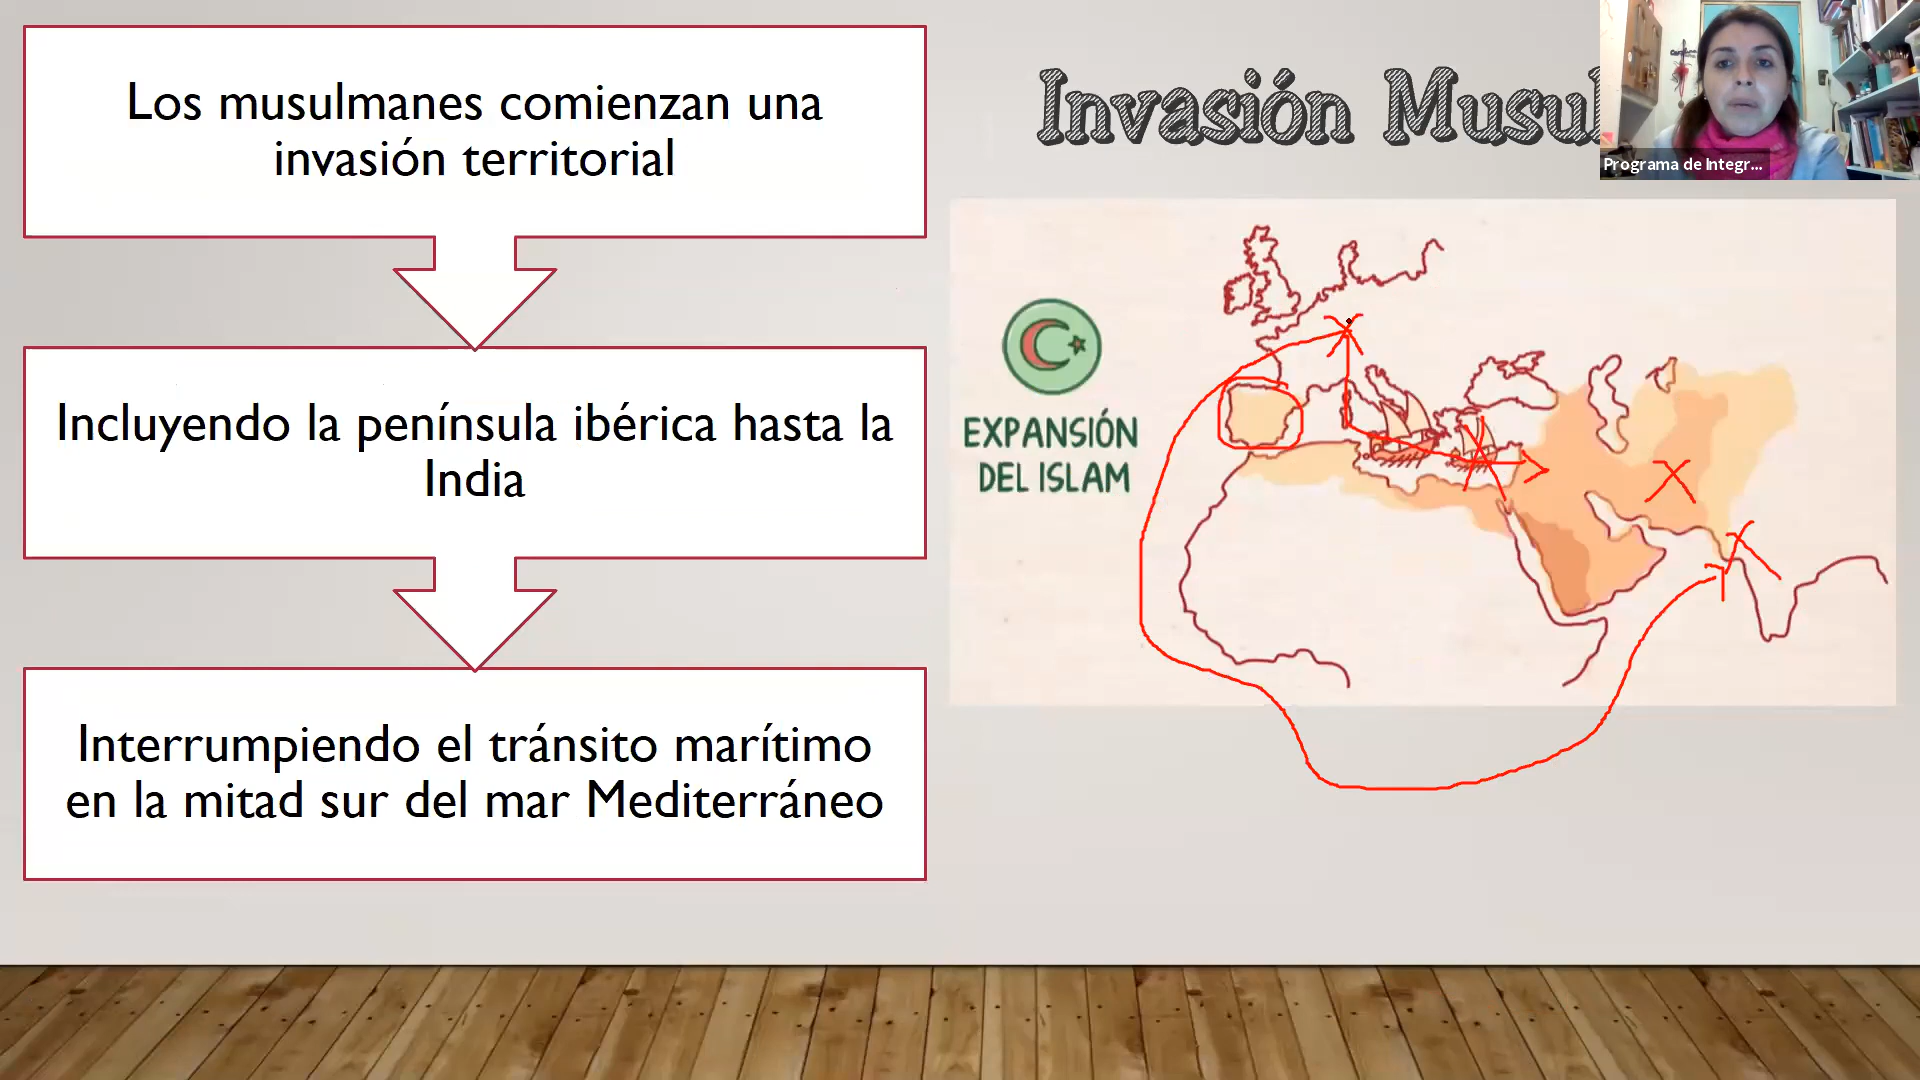 Los musulmanes comienzan una
invasión territorial
Incluyendo la península ibérica hasta la
India
Interrumpiendo el tránsito marítimo
en la mitad sur del mar Mediterráneo
Invasión Musul
EXPANSIÓN
DEL ISLAM
Programa de Integr...